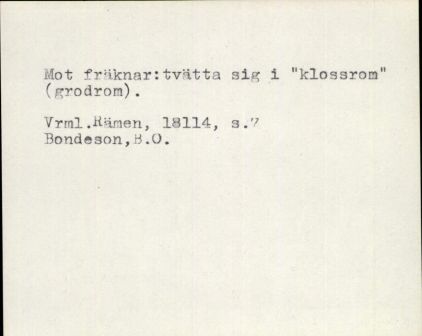 Mot fräknar:tvätta sig i "klossrom"
(grodrom).
Vrml.Rämen, 18114, s.7
Bondeson,B.O.